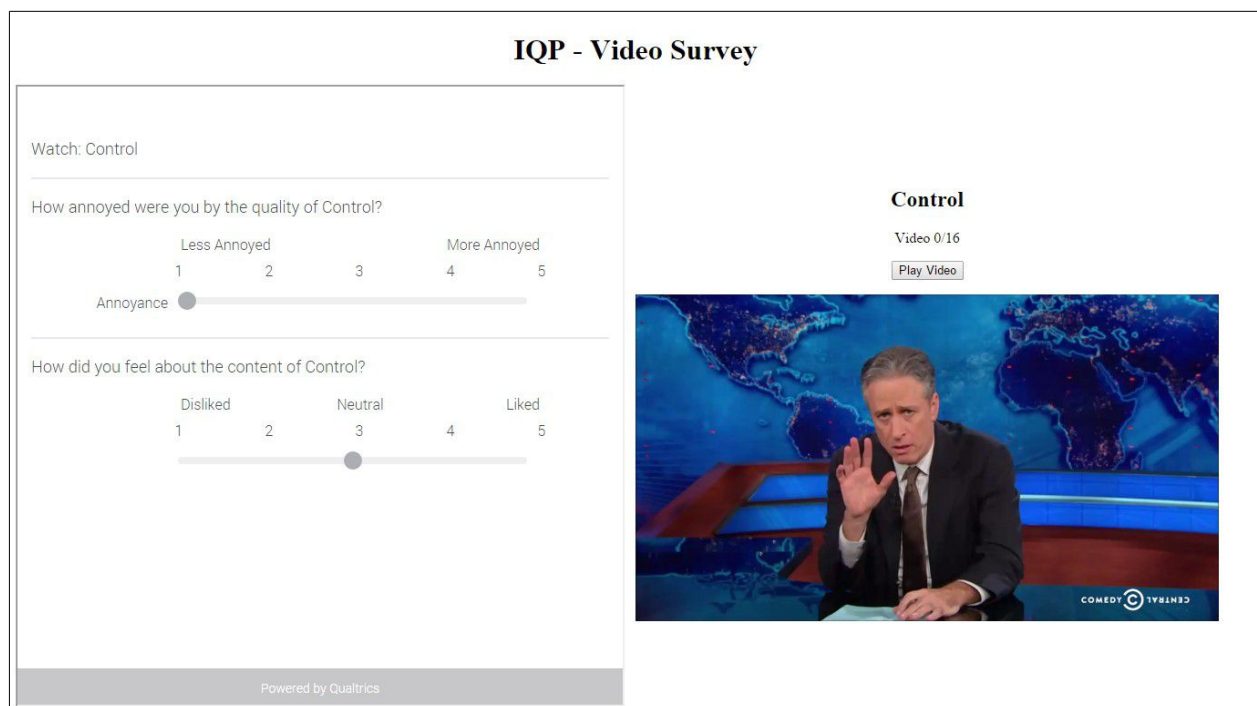 IQP - Video Survey
Watch: Control
How annoyed were you by the quality of Control?
Less Annoyed More Annoyed
1 2 3 4 5
Annoyance
How did you feel about the content of Control?
Disliked Neutral Liked
1 2 3 4 5
Powered by Qualtrics
Control
Video 0/16
Play Video
COMEDY C CENTRAL